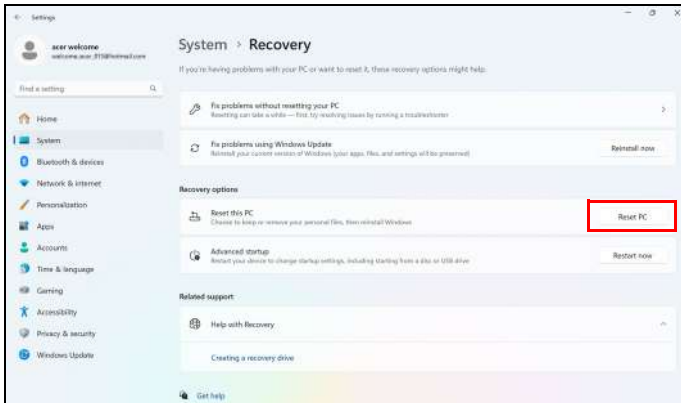 Settings
acer welcome
System > Recovery
If you're having problems with your PC or want to reset it, these recovery options might help.
Find a setting
Home
System
Bluetooth & devices
Network & internet
Personalization
Apps
Accounts
Time & language
Gaming
Accessibility
Privacy & security
Windows Update
Fix problems without resetting your PC
Resetting can take a while — first, try resolving issues by running a troubleshooter
Fix problems using Windows Update
Reinstall your current version of Windows (your apps, files, and settings will be preserved)
Reinstall now
Recovery options
Reset this PC
Choose to keep or remove your personal files, then reinstall Windows
Reset PC
Advanced startup
Restart your device to change startup settings, including starting from a disc or USB drive
Restart now
Related support
Help with Recovery
Creating a recovery drive
Get help